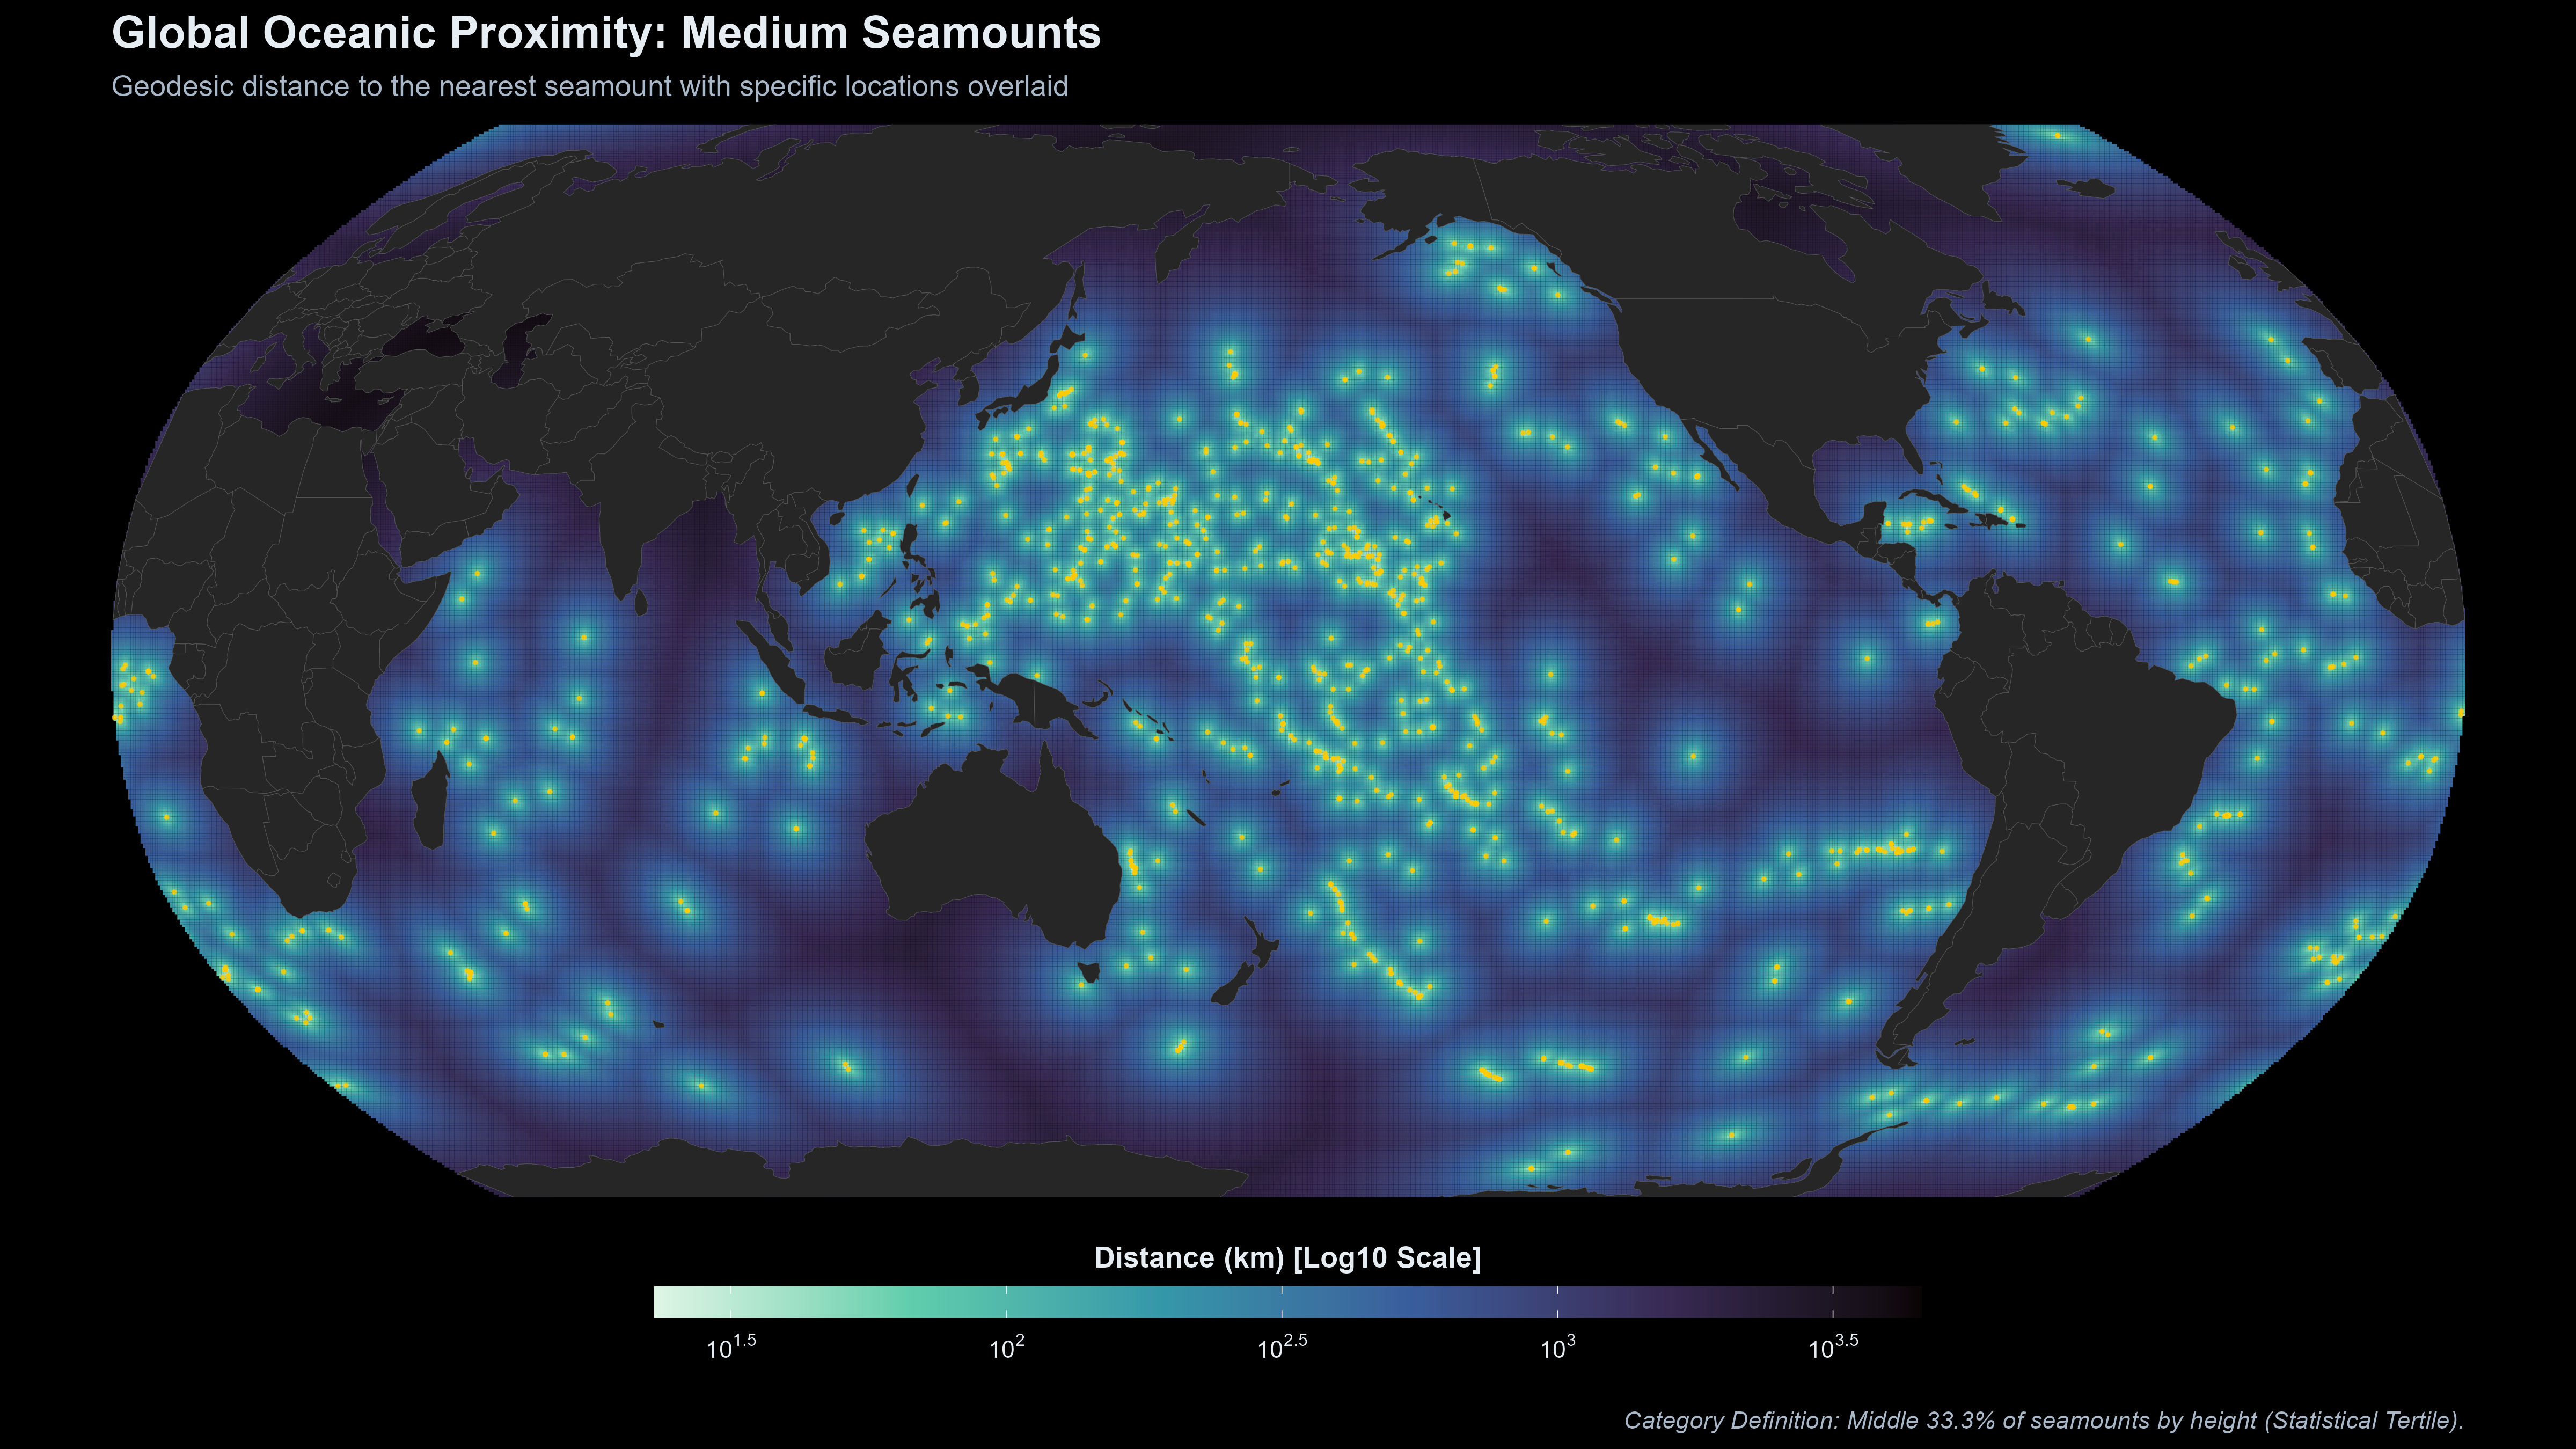 Global Oceanic Proximity: Medium Seamounts
Geodesic distance to the nearest seamount with specific locations overlaid
Distance (km) [Log10 Scale]
10^1.5 10^2 10^2.5 10^3 10^3.5
Category Definition: Middle 33.3% of seamounts by height (Statistical Tertile).